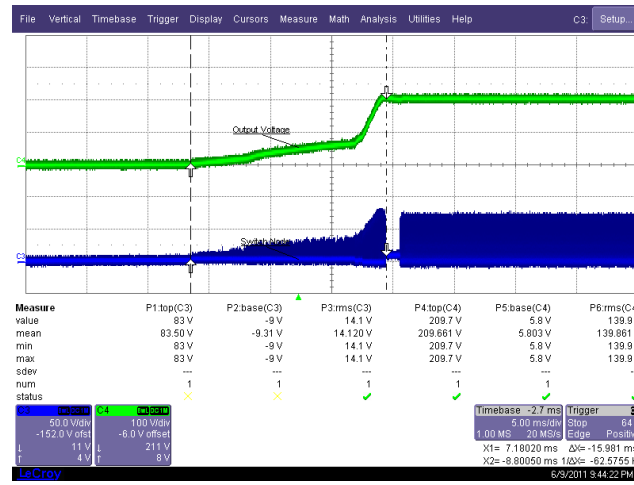 File Vertical Timebase Trigger Display Cursors Measure Math Analysis Utilities Help C3: Setup...
Output Voltage
C4
Switch Node
C3
Measure P1:top(C3) P2:base(C3) P3:rms(C3) P4:top(C4) P5:base(C4) P6:rms(C4)
value 83 V -9 V 14.1 V 209.7 V 5.8 V 139.9
mean 83.50 V -9.31 V 14.120 V 209.661 V 5.803 V 139.861
min 83 V -9 V 14.1 V 209.7 V 5.8 V 139.9
max 83 V -9 V 14.1 V 209.7 V 5.8 V 139.9
sdev --- --- --- --- --- ---
num 1 1 1 1 1
status
C4 Timebase -2.7 ms Trigger
50.0 V/div 100 V/div 5.00 ms/div Stop 64
-152.0 V ofst -6.0 V offset 1.00 MS 20 MS/s Edge Positiv
11 V 211 V X1= 7.18020 ms ΔX= -15.981 ms
4 V 8 V X2= -8.80050 ms 1/ΔX= -62.5755
LeCroy 6/9/2011 9:44:22 PM